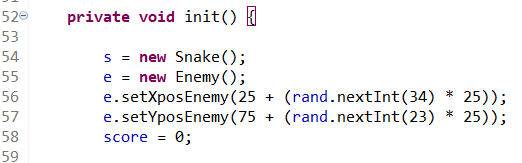 52 private void init() {
53
54 s = new Snake();
55 e = new Enemy();
56 e.setXposEnemy(25 + (rand.nextInt(34) * 25));
57 e.setYposEnemy(75 + (rand.nextInt(23) * 25));
58 score = 0;
59